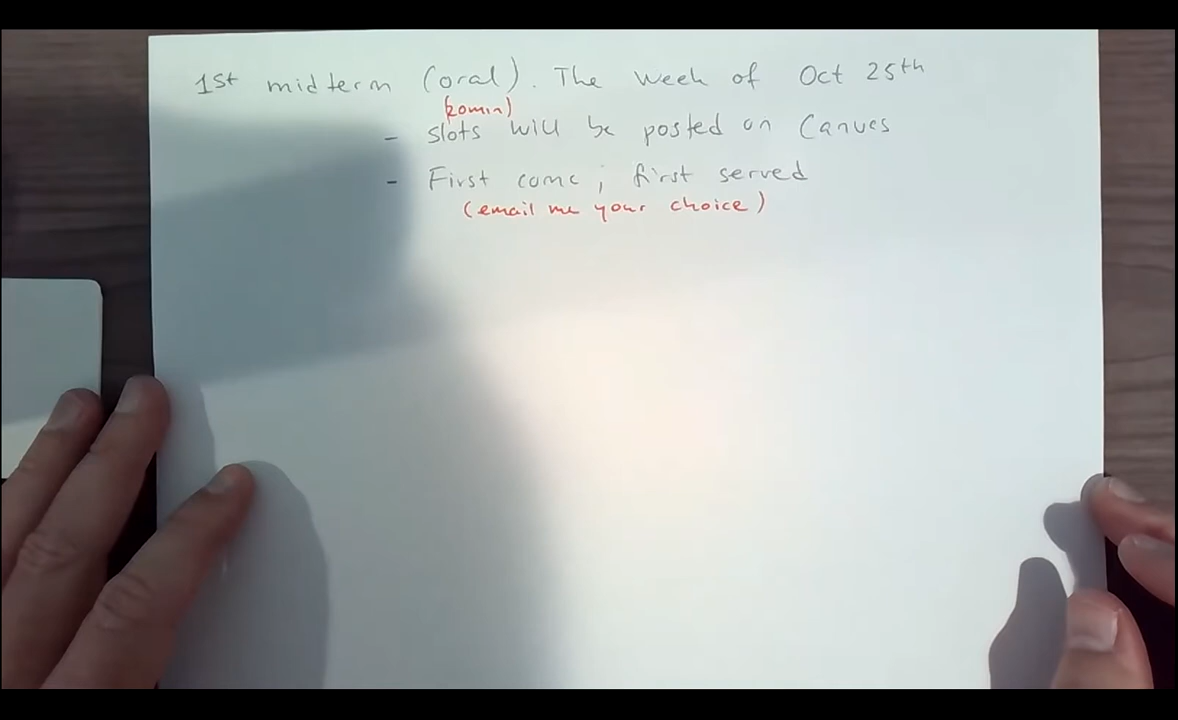 1st midterm (oral). The week of Oct 25th
(20min)
- slots will be posted on Canvas
- First come, first served
(email me your choice)